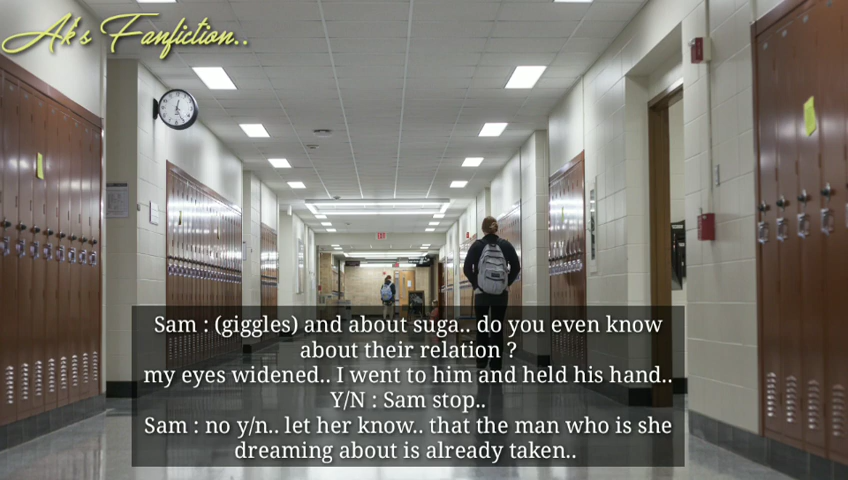 Ak's Fanfiction..
Sam : (giggles) and about suga.. do you even know
about their relation ?
my eyes widened.. I went to him and held his hand..
Y/N : Sam stop..
Sam : no y/n.. let her know.. that the man who is she
dreaming about is already taken..